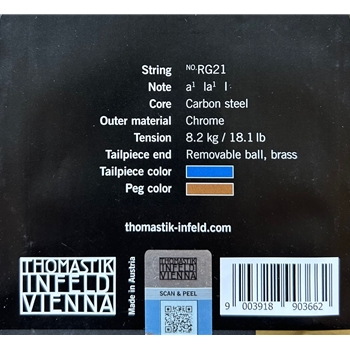 String NO. RG21
Note a1 la1 I
Core Carbon steel
Outer material Chrome
Tension 8.2 kg / 18.1 lb
Tailpiece end Removable ball, brass
Tailpiece color
Peg color
thomastik-infeld.com
THOMASTIK
INFELD
VIENNA
Made in Austria
THOMASTIK
INFELD
VIENNA
SCAN & PEEL
9 003918 903662